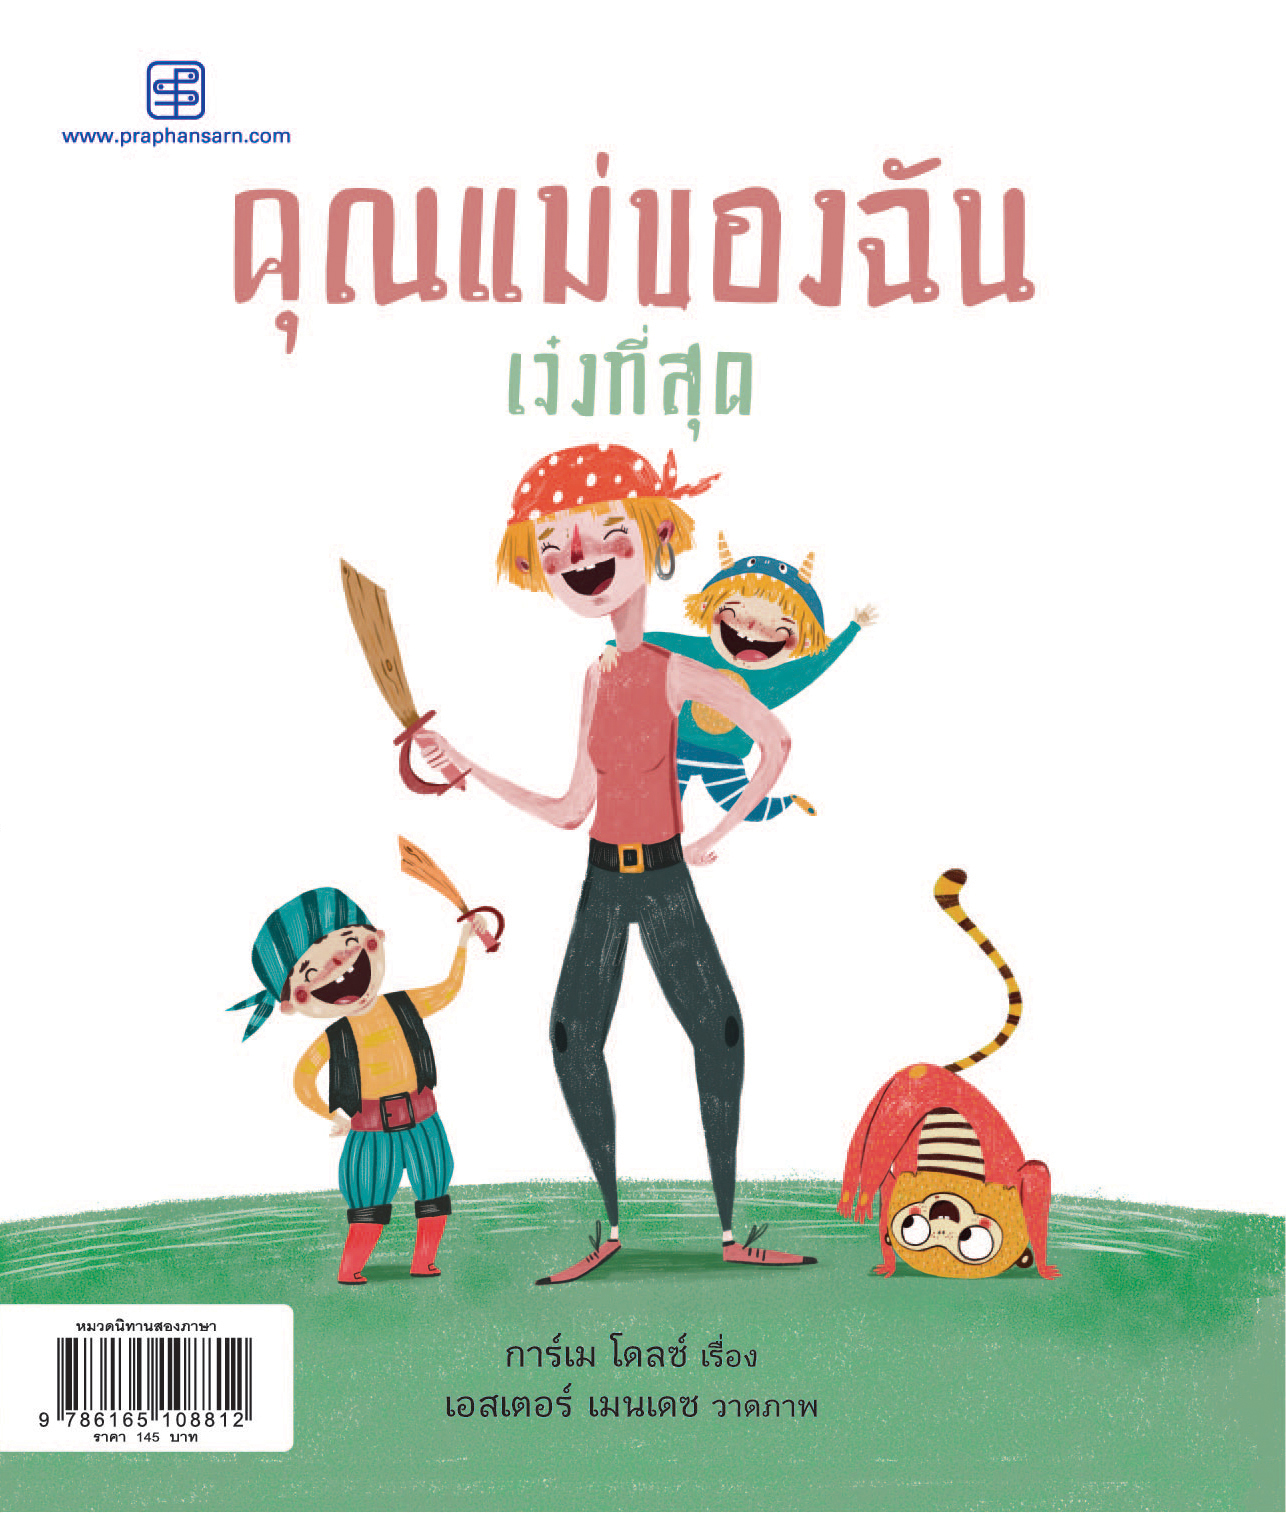 www.praphansarn.com
คุณแม่ของฉัน
เจ๋งที่สุด
การ์เม โดลซ์ เรื่อง
เอสเตอร์ เมนเดซ วาดภาพ
หมวดนิทานสองภาษา
9 786165 108812
ราคา 145 บาท